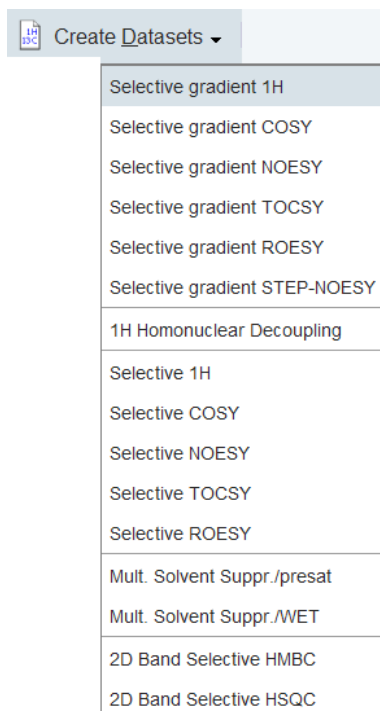 1H
13C
Create Datasets
Selective gradient 1H
Selective gradient COSY
Selective gradient NOESY
Selective gradient TOCSY
Selective gradient ROESY
Selective gradient STEP-NOESY
1H Homonuclear Decoupling
Selective 1H
Selective COSY
Selective NOESY
Selective TOCSY
Selective ROESY
Mult. Solvent Suppr./presat
Mult. Solvent Suppr./WET
2D Band Selective HMBC
2D Band Selective HSQC